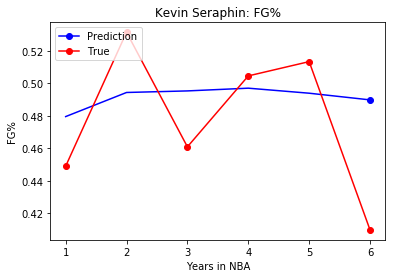 Kevin Seraphin: FG%
Prediction
True
FG%
0.52
0.50
0.48
0.46
0.44
0.42
1 2 3 4 5 6
Years in NBA